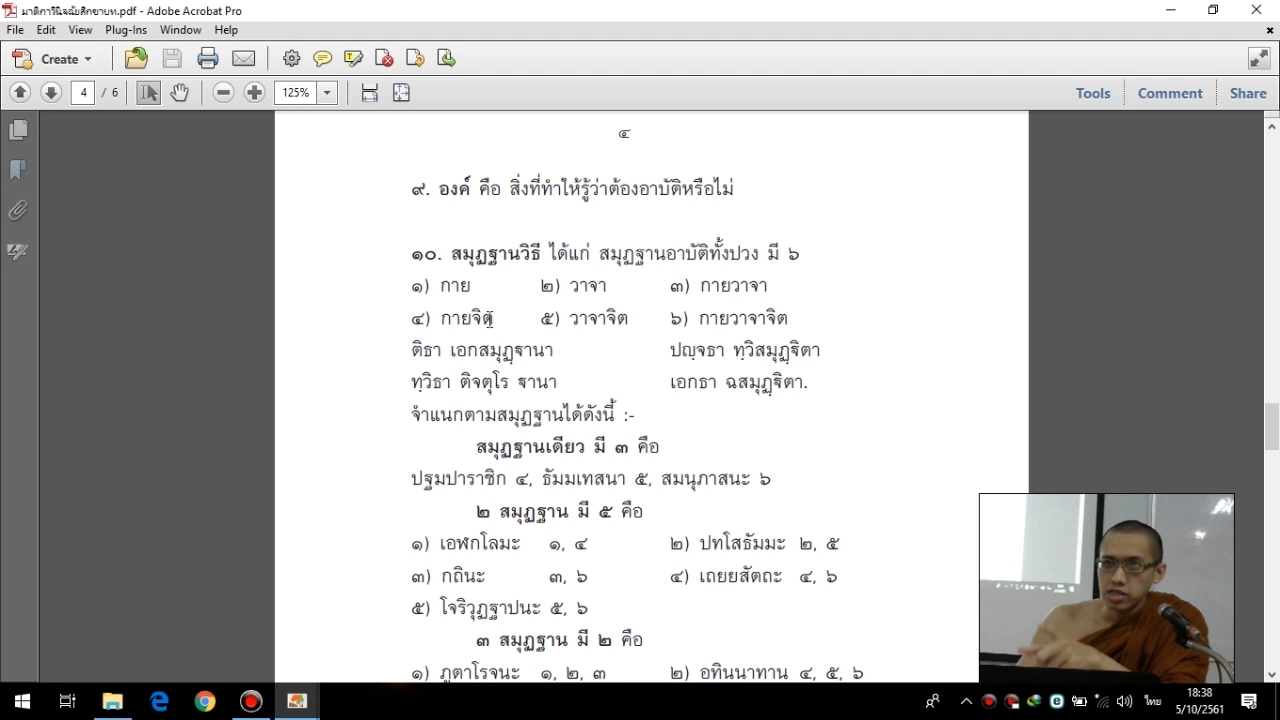 มาติการวินิจฉัยสิกขาบท.pdf - Adobe Acrobat Pro
File Edit View Plug-Ins Window Help
Create
4 / 6 125% Tools Comment Share
๔
๙. องค์ คือ สิ่งที่ทำให้รู้ว่าต้องอาบัติหรือไม่
๑๐. สมุฏฐานวิธี ได้แก่ สมุฏฐานอาบัติทั้งปวง มี ๖
๑) กาย ๒) วาจา ๓) กายวาจา
๔) กายจิต ๕) วาจาจิต ๖) กายวาจาจิต
ติธา เอกสมุฏฺฐานา ปญฺจธา ทฺวิสมุฏฺฐิตา
ทฺวิธา ติจตุโร ฐานา เอกธา ฉสมุฏฺฐิตา.
จำแนกตามสมุฏฐานได้ดังนี้ :-
สมุฏฐานเดียว มี ๓ คือ
ปฐมปาราชิก ๔, ธัมมเทสนา ๕, สมนุภาสนะ ๖
๒ สมุฏฐาน มี ๕ คือ
๑) เอฬกโลมะ ๑, ๔ ๒) ปทโสธัมมะ ๒, ๕
๓) กถินะ ๓, ๖ ๔) เถยยสัตถะ ๔, ๖
๕) โจริวุฏฐาปนะ ๕, ๖
๓ สมุฏฐาน มี ๒ คือ
๑) ภูตาโรจนะ ๑, ๒, ๓ ๒) อทินนาทาน ๔, ๕, ๖
ไทย 18:38
5/10/2561